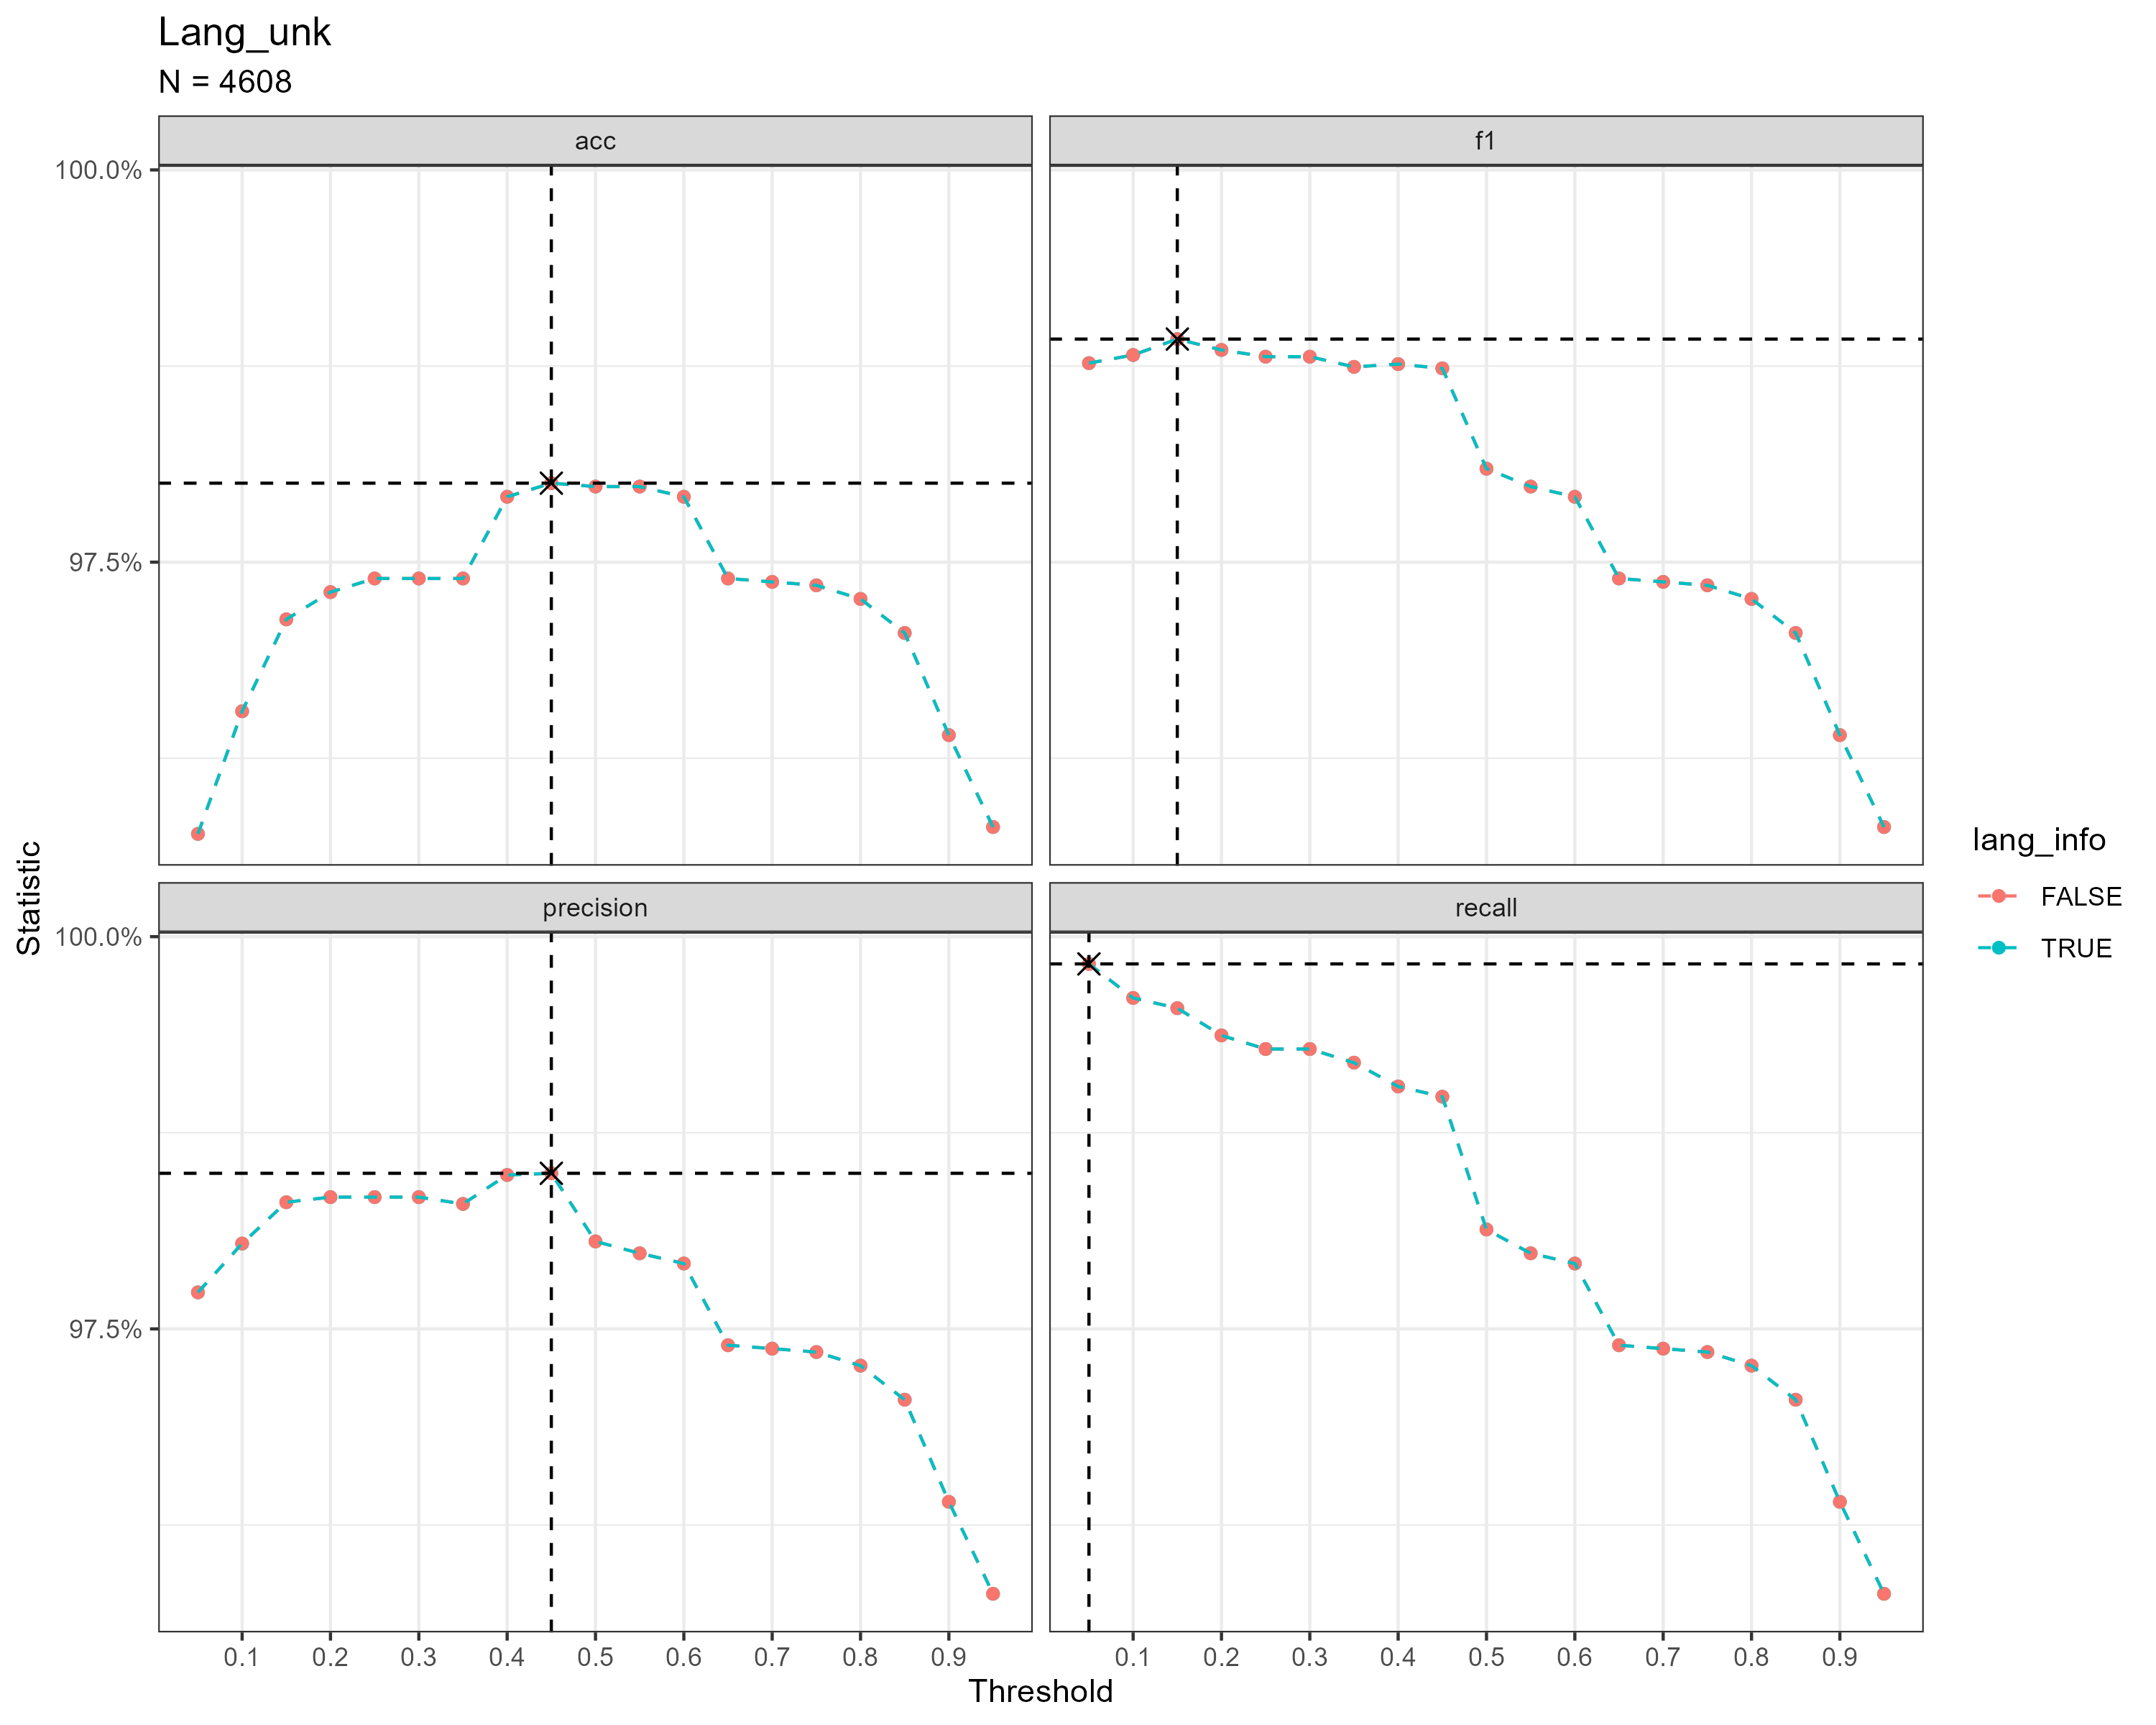 Lang_unk
N = 4608
acc
f1
100.0%
97.5%
precision
recall
100.0%
97.5%
Statistic
0.1 0.2 0.3 0.4 0.5 0.6 0.7 0.8 0.9
0.1 0.2 0.3 0.4 0.5 0.6 0.7 0.8 0.9
Threshold
lang_info
FALSE
TRUE